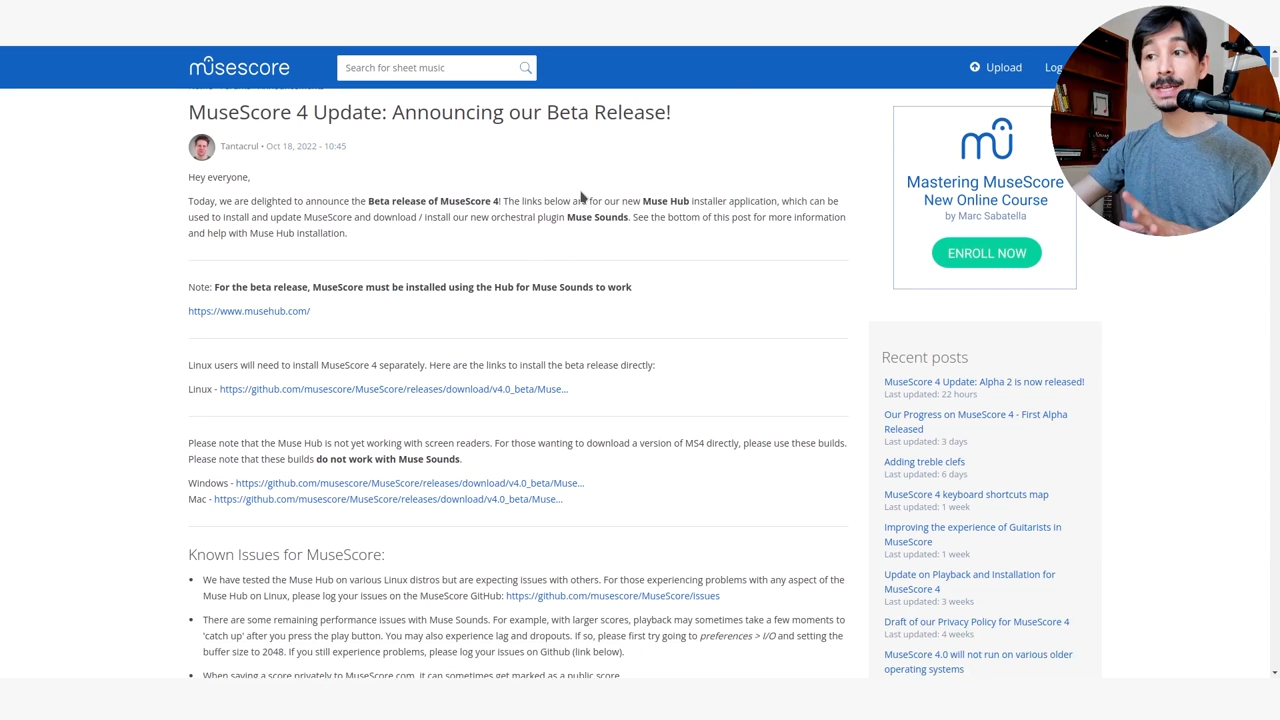 musescore
Search for sheet music
Upload
Log
MuseScore 4 Update: Announcing our Beta Release!
Tantacrul • Oct 18, 2022 - 10:45
Hey everyone,
Today, we are delighted to announce the Beta release of MuseScore 4! The links below are for our new Muse Hub installer application, which can be
used to install and update MuseScore and download / install our new orchestral plugin Muse Sounds. See the bottom of this post for more information
and help with Muse Hub installation.
Note: For the beta release, MuseScore must be installed using the Hub for Muse Sounds to work
https://www.musehub.com/
Linux users will need to install MuseScore 4 separately. Here are the links to install the beta release directly:
Linux - https://github.com/musescore/MuseScore/releases/download/v4.0_beta/Muse...
Please note that the Muse Hub is not yet working with screen readers. For those wanting to download a version of MS4 directly, please use these builds.
Please note that these builds do not work with Muse Sounds.
Windows - https://github.com/musescore/MuseScore/releases/download/v4.0_beta/Muse...
Mac - https://github.com/musescore/MuseScore/releases/download/v4.0_beta/Muse...
Known Issues for MuseScore:
• We have tested the Muse Hub on various Linux distros but are expecting issues with others. For those experiencing problems with any aspect of the
Muse Hub on Linux, please log your issues on the MuseScore GitHub: https://github.com/musescore/MuseScore/issues
• There are some remaining performance issues with Muse Sounds. For example, with larger scores, playback may sometimes take a few moments to
'catch up' after you press the play button. You may also experience lag and dropouts. If so, please first try going to preferences > I/O and setting the
buffer size to 2048. If you still experience problems, please log your issues on Github (link below).
• When saving a score privately to MuseScore.com, it can sometimes get marked as a public score.
mu
Mastering MuseScore
New Online Course
by Marc Sabatella
ENROLL NOW
Recent posts
MuseScore 4 Update: Alpha 2 is now released!
Last updated: 22 hours
Our Progress on MuseScore 4 - First Alpha
Released
Last updated: 3 days
Adding treble clefs
Last updated: 6 days
MuseScore 4 keyboard shortcuts map
Last updated: 1 week
Improving the experience of Guitarists in
MuseScore
Last updated: 1 week
Update on Playback and Installation for
MuseScore 4
Last updated: 3 weeks
Draft of our Privacy Policy for MuseScore 4
Last updated: 4 weeks
MuseScore 4.0 will not run on various older
operating systems